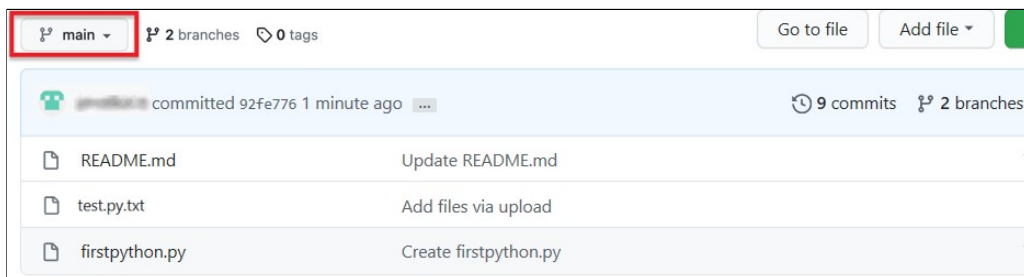 main 2 branches 0 tags Go to file Add file
committed 92fe776 1 minute ago ... 9 commits 2 branches
README.md Update README.md
test.py.txt Add files via upload
firstpython.py Create firstpython.py